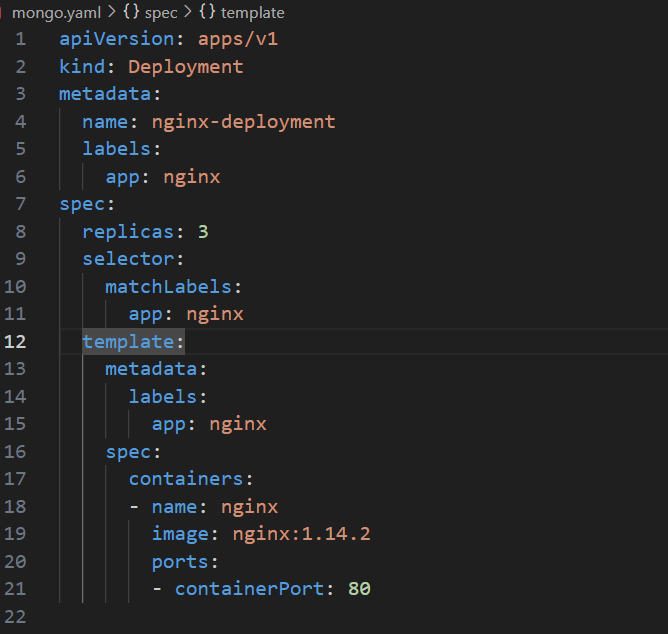 mongo.yaml > {} spec > {} template
1 apiVersion: apps/v1
2 kind: Deployment
3 metadata:
4   name: nginx-deployment
5   labels:
6     app: nginx
7 spec:
8   replicas: 3
9   selector:
10     matchLabels:
11       app: nginx
12   template:
13     metadata:
14       labels:
15         app: nginx
16     spec:
17       containers:
18       - name: nginx
19         image: nginx:1.14.2
20         ports:
21         - containerPort: 80
22